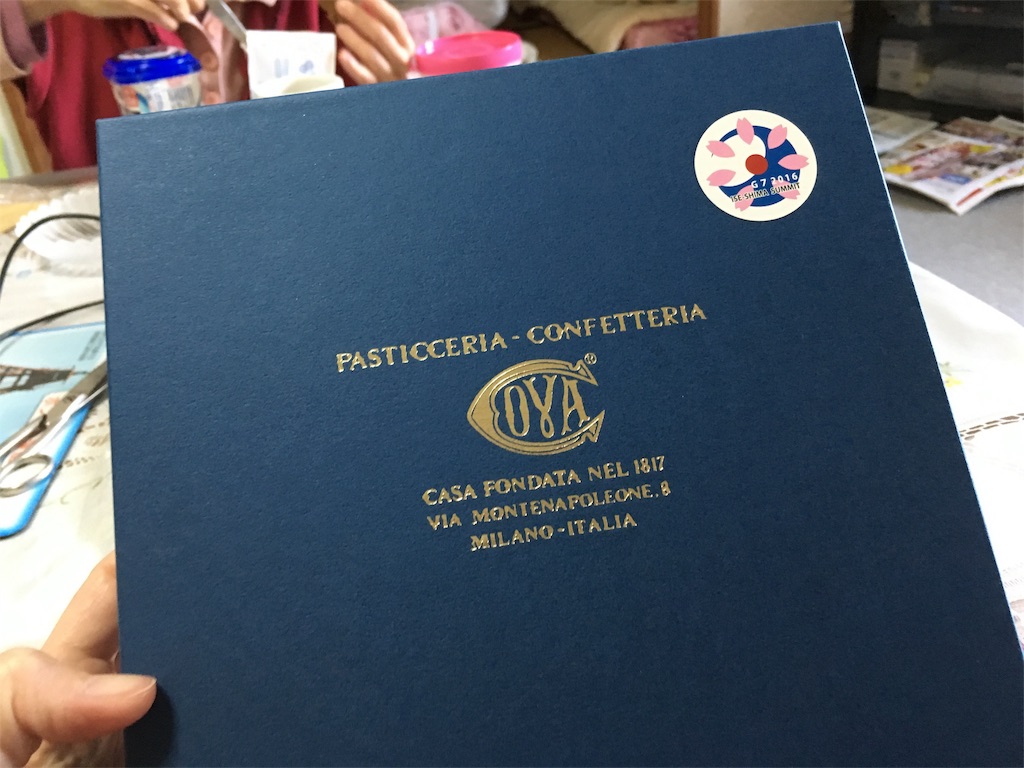 G7 2016
ISE-SHIMA SUMMIT
PASTICCERIA - CONFETTERIA
COVA®
CASA FONDATA NEL 1817
VIA MONTENAPOLEONE, 8
MILANO - ITALIA